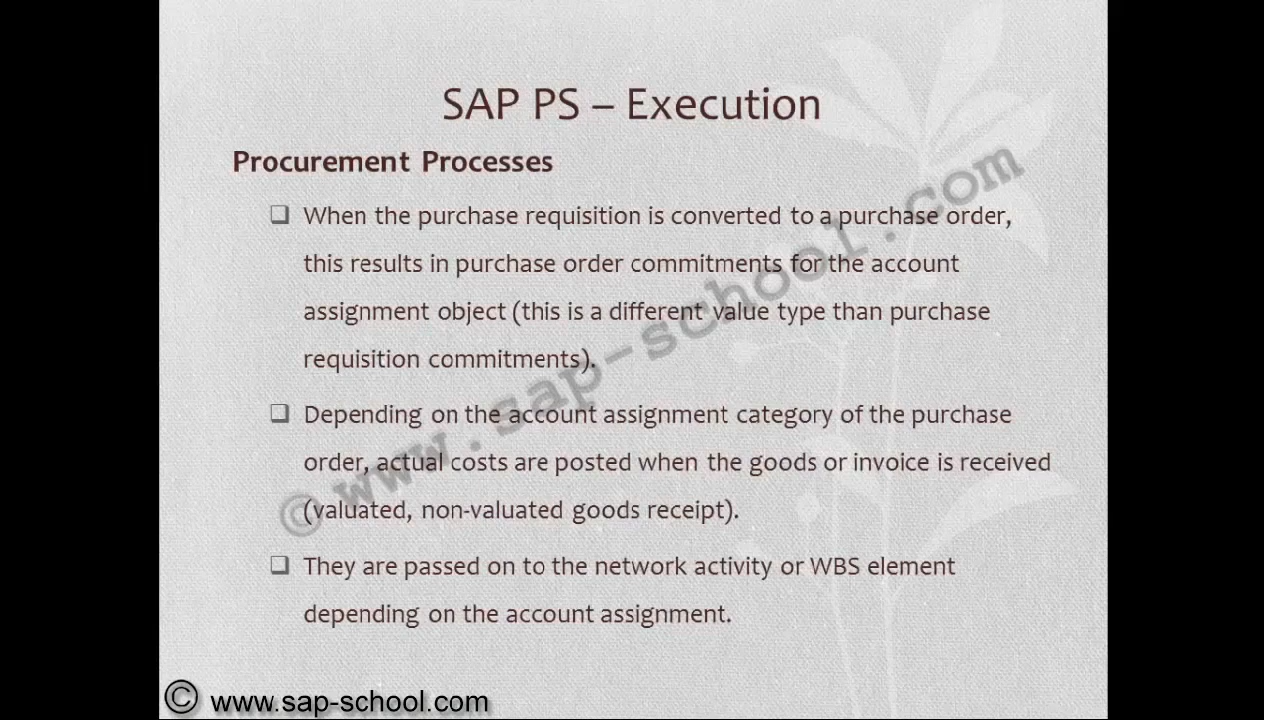 SAP PS – Execution
Procurement Processes
When the purchase requisition is converted to a purchase order,
this results in purchase order commitments for the account
assignment object (this is a different value type than purchase
requisition commitments).
Depending on the account assignment category of the purchase
order, actual costs are posted when the goods or invoice is received
(valuated, non-valuated goods receipt).
They are passed on to the network activity or WBS element
depending on the account assignment.
© www.sap-school.com
© www.sap-school.com